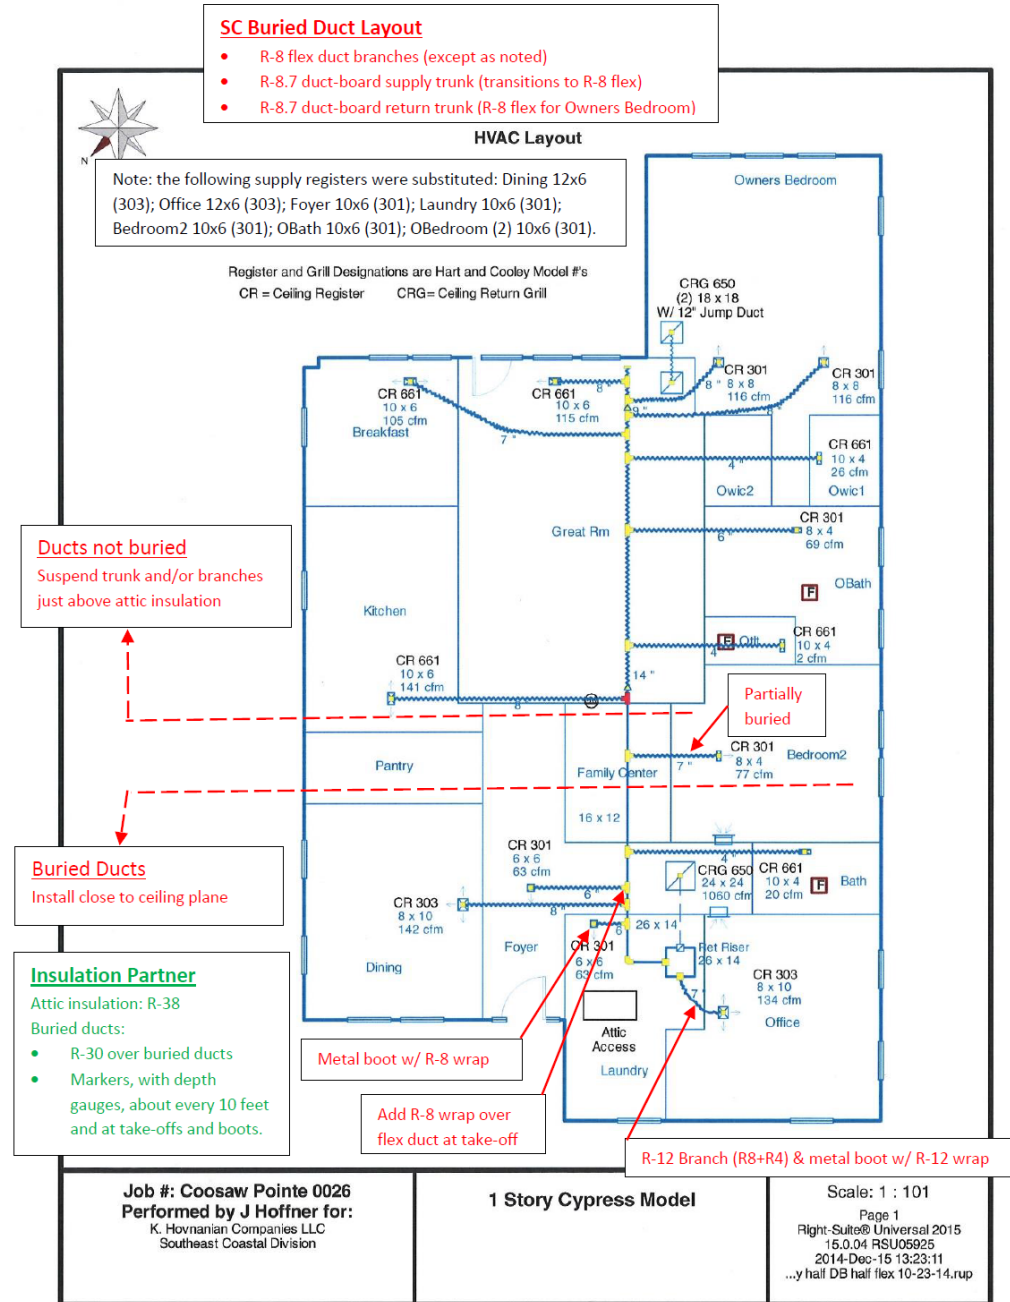 SC Buried Duct Layout
• R-8 flex duct branches (except as noted)
• R-8.7 duct-board supply trunk (transitions to R-8 flex)
• R-8.7 duct-board return trunk (R-8 flex for Owners Bedroom)
N
HVAC Layout
Note: the following supply registers were substituted: Dining 12x6
(303); Office 12x6 (303); Foyer 10x6 (301); Laundry 10x6 (301);
Bedroom2 10x6 (301); OBath 10x6 (301); OBedroom (2) 10x6 (301).
Register and Grill Designations are Hart and Cooley Model #'s
CR = Ceiling Register CRG= Ceiling Return Grill
Owners Bedroom
CRG 650
(2) 18 x 18
W/ 12" Jump Duct
CR 661
10 x 6
105 cfm
Breakfast
7 "
8 "
CR 661
10 x 6
115 cfm
9 "
8 "
CR 301
8 x 8
116 cfm
CR 301
8 x 8
116 cfm
4 "
CR 661
10 x 4
26 cfm
Owic2
Owic1
Great Rm
6 "
CR 301
8 x 4
69 cfm
OBath
F
Ducts not buried
Suspend trunk and/or branches
just above attic insulation
Kitchen
F
Otlt
4
CR 661
10 x 4
2 cfm
CR 661
10 x 6
141 cfm
8 "
14 "
Partially
buried
Pantry
Family Center
7 "
CR 301
8 x 4
77 cfm
Bedroom2
16 x 12
Buried Ducts
Install close to ceiling plane
CR 301
6 x 6
63 cfm
6 "
4 "
CRG 650
24 x 24
1060 cfm
CR 661
10 x 4
20 cfm
F
Bath
CR 303
8 x 10
142 cfm
8 "
Dining
Foyer
6
26 x 14
CR 301
6 x 6
63 cfm
Ret Riser
26 x 14
7 "
CR 303
8 x 10
134 cfm
Office
Insulation Partner
Attic insulation: R-38
Buried ducts:
• R-30 over buried ducts
• Markers, with depth
gauges, about every 10 feet
and at take-offs and boots.
Attic
Access
Laundry
Metal boot w/ R-8 wrap
Add R-8 wrap over
flex duct at take-off
R-12 Branch (R8+R4) & metal boot w/ R-12 wrap
Job #: Coosaw Pointe 0026
Performed by J Hoffner for:
K. Hovnanian Companies LLC
Southeast Coastal Division
1 Story Cypress Model
Scale: 1 : 101
Page 1
Right-Suite® Universal 2015
15.0.04 RSU05925
2014-Dec-15 13:23:11
...y half DB half flex 10-23-14.rup